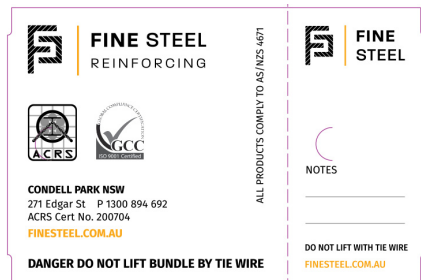 FINE STEEL
REINFORCING
ACRS
GLOBAL COMPLIANCE CERTIFICATION
GCC
ISO 9001 Certified
ALL PRODUCTS COMPLY TO AS/NZS 4671
CONDELL PARK NSW
271 Edgar St P 1300 894 692
ACRS Cert No. 200704
FINESTEEL.COM.AU
DANGER DO NOT LIFT BUNDLE BY TIE WIRE
FINE
STEEL
NOTES
DO NOT LIFT WITH TIE WIRE
FINESTEEL.COM.AU